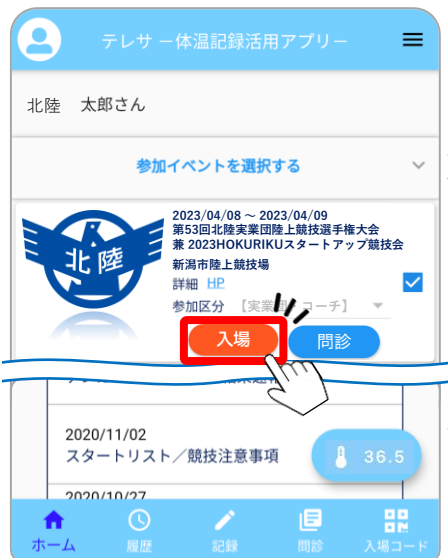 テレサ －体温記録活用アプリ－
北陸 太郎さん
参加イベントを選択する
2023/04/08～2023/04/09
第53回北陸実業団陸上競技選手権大会
兼 2023HOKURIKUスタートアップ競技会
北陸
新潟市陸上競技場
詳細 HP
参加区分 【実業団 コーチ】
入場
問診
2020/11/02
スタートリスト／競技注意事項
36.5
2020/10/27
ホーム
履歴
記録
問診
入場コード